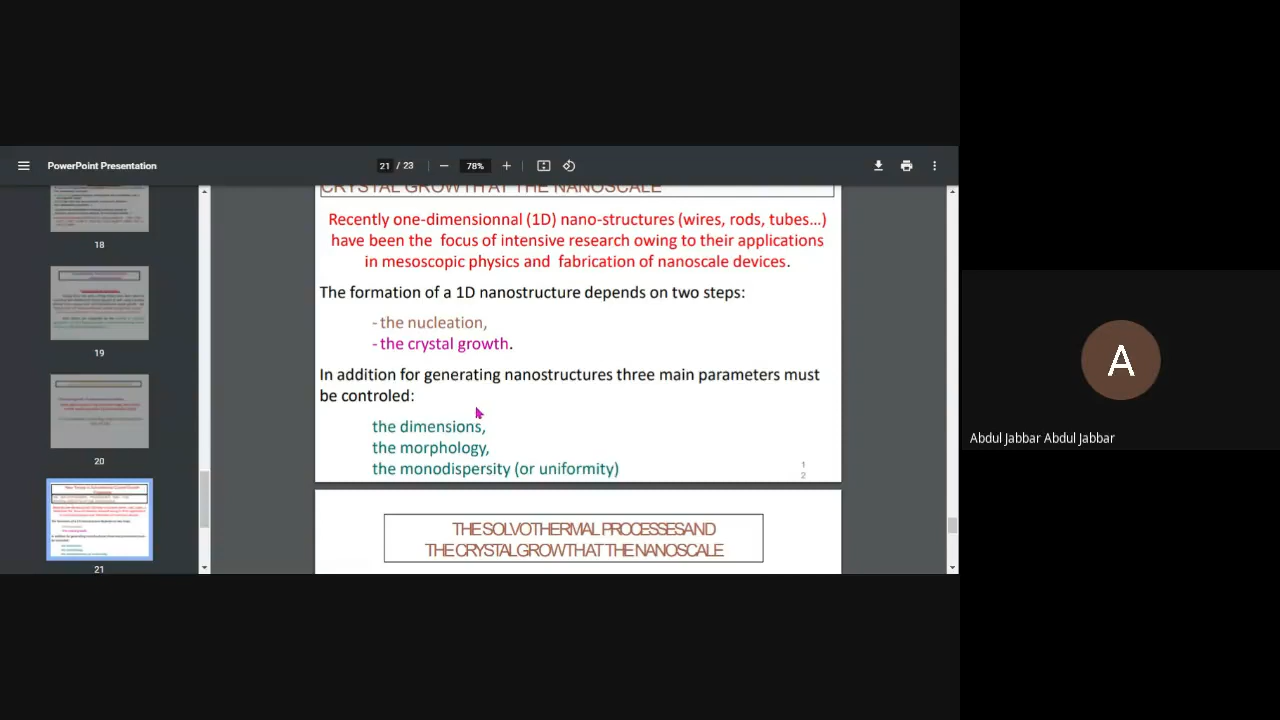 PowerPoint Presentation
21 / 23
78%
18
19
20
21
CRYSTAL GROWTH AT THE NANOSCALE
Recently one-dimensional (1D) nano-structures (wires, rods, tubes...)
have been the focus of intensive research owing to their applications
in mesoscopic physics and fabrication of nanoscale devices.
The formation of a 1D nanostructure depends on two steps:
- the nucleation,
- the crystal growth.
In addition for generating nanostructures three main parameters must
be controled:
the dimensions,
the morphology,
the monodispersity (or uniformity)
1
2
THE SOLVOTHERMAL PROCESSES AND
THE CRYSTAL GROWTH AT THE NANOSCALE
A
Abdul Jabbar Abdul Jabbar